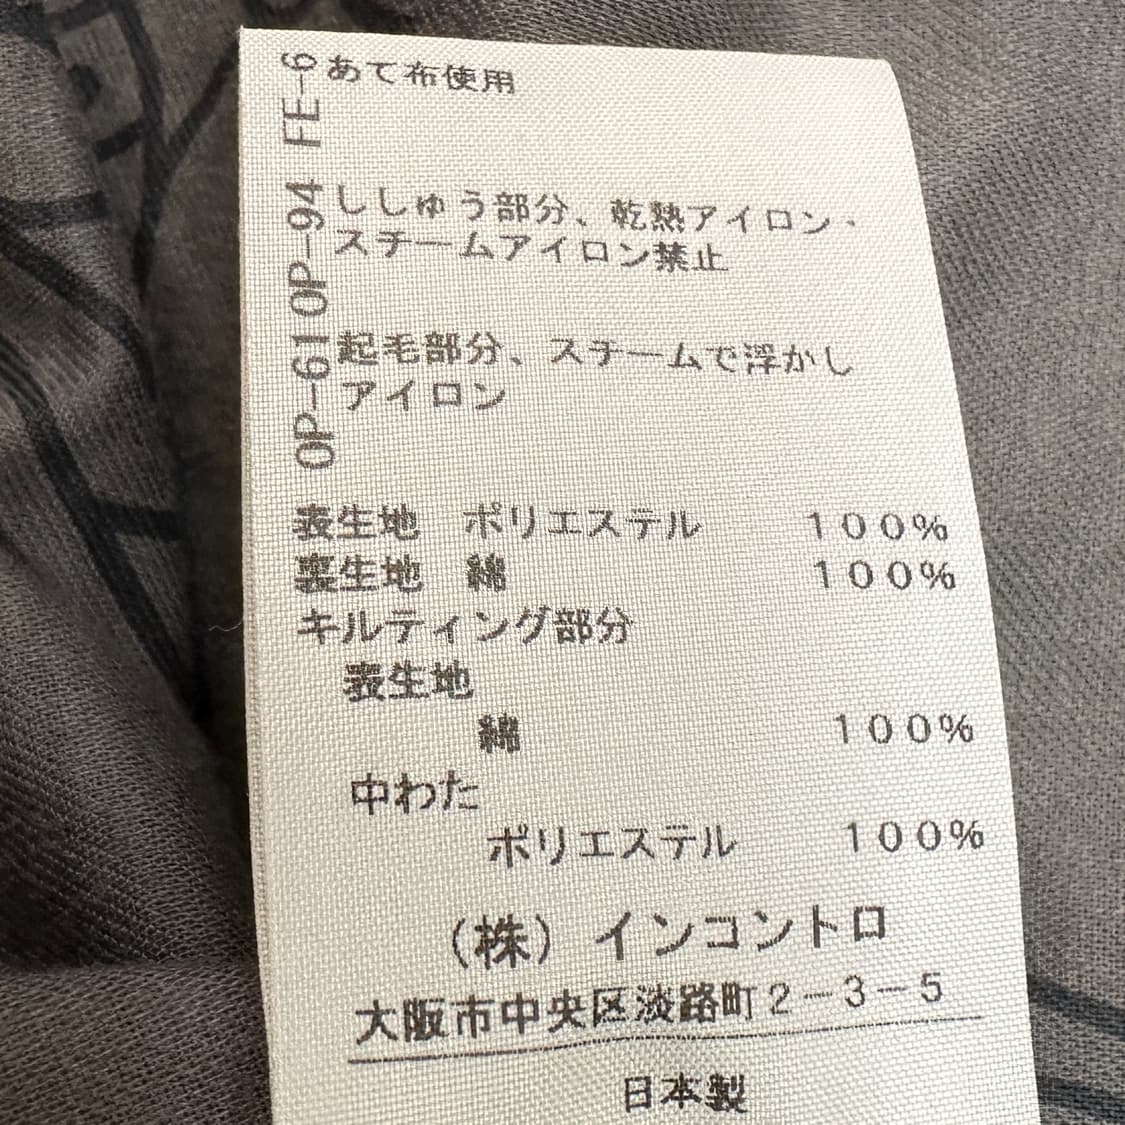 あて布使用
ししゅう部分、乾熱アイロン・
スチームアイロン禁止
起毛部分、スチームで浮かし
アイロン
OP-61OP-94 FE-6
表生地 ポリエステル 100%
裏生地 綿 100%
キルティング部分
表生地
綿 100%
中わた
ポリエステル 100%
(株) インコントロ
大阪市中央区淡路町2-3-5
日本製